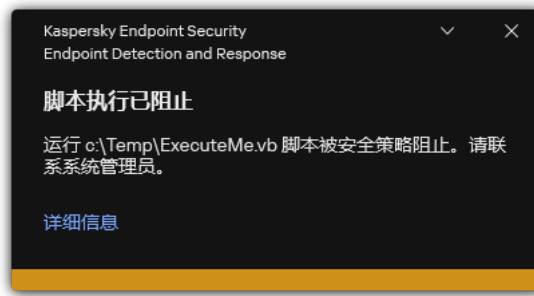 Kaspersky Endpoint Security
Endpoint Detection and Response
脚本执行已阻止
运行 c:\Temp\ExecuteMe.vb 脚本被安全策略阻止。请联
系系统管理员。
详细信息